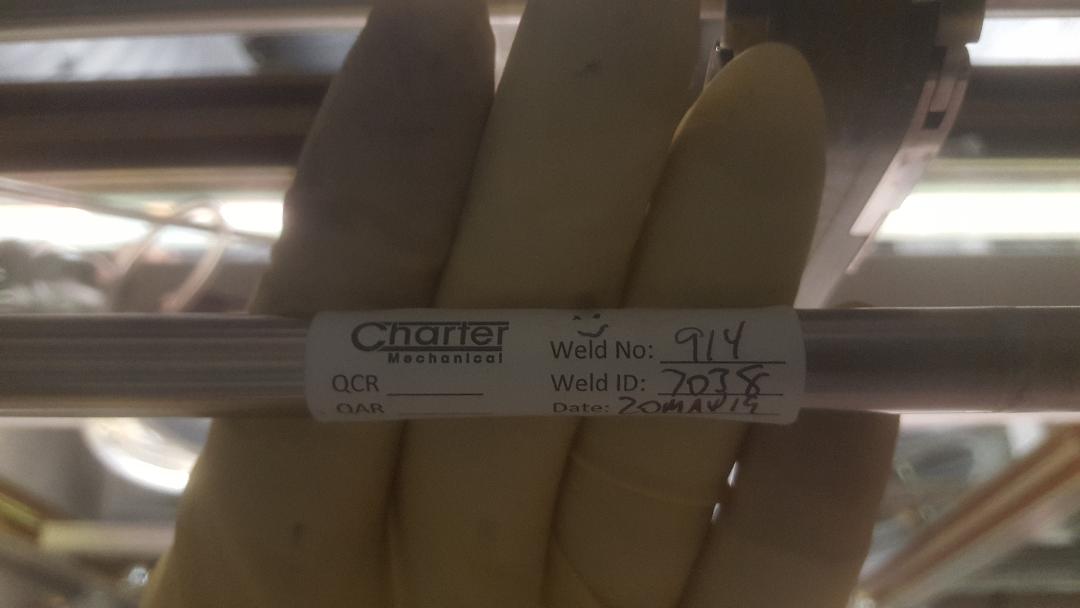 Charter
Mechanical
Weld No: 914
QCR
Weld ID: 7038
QAR
Date: 20MAY19